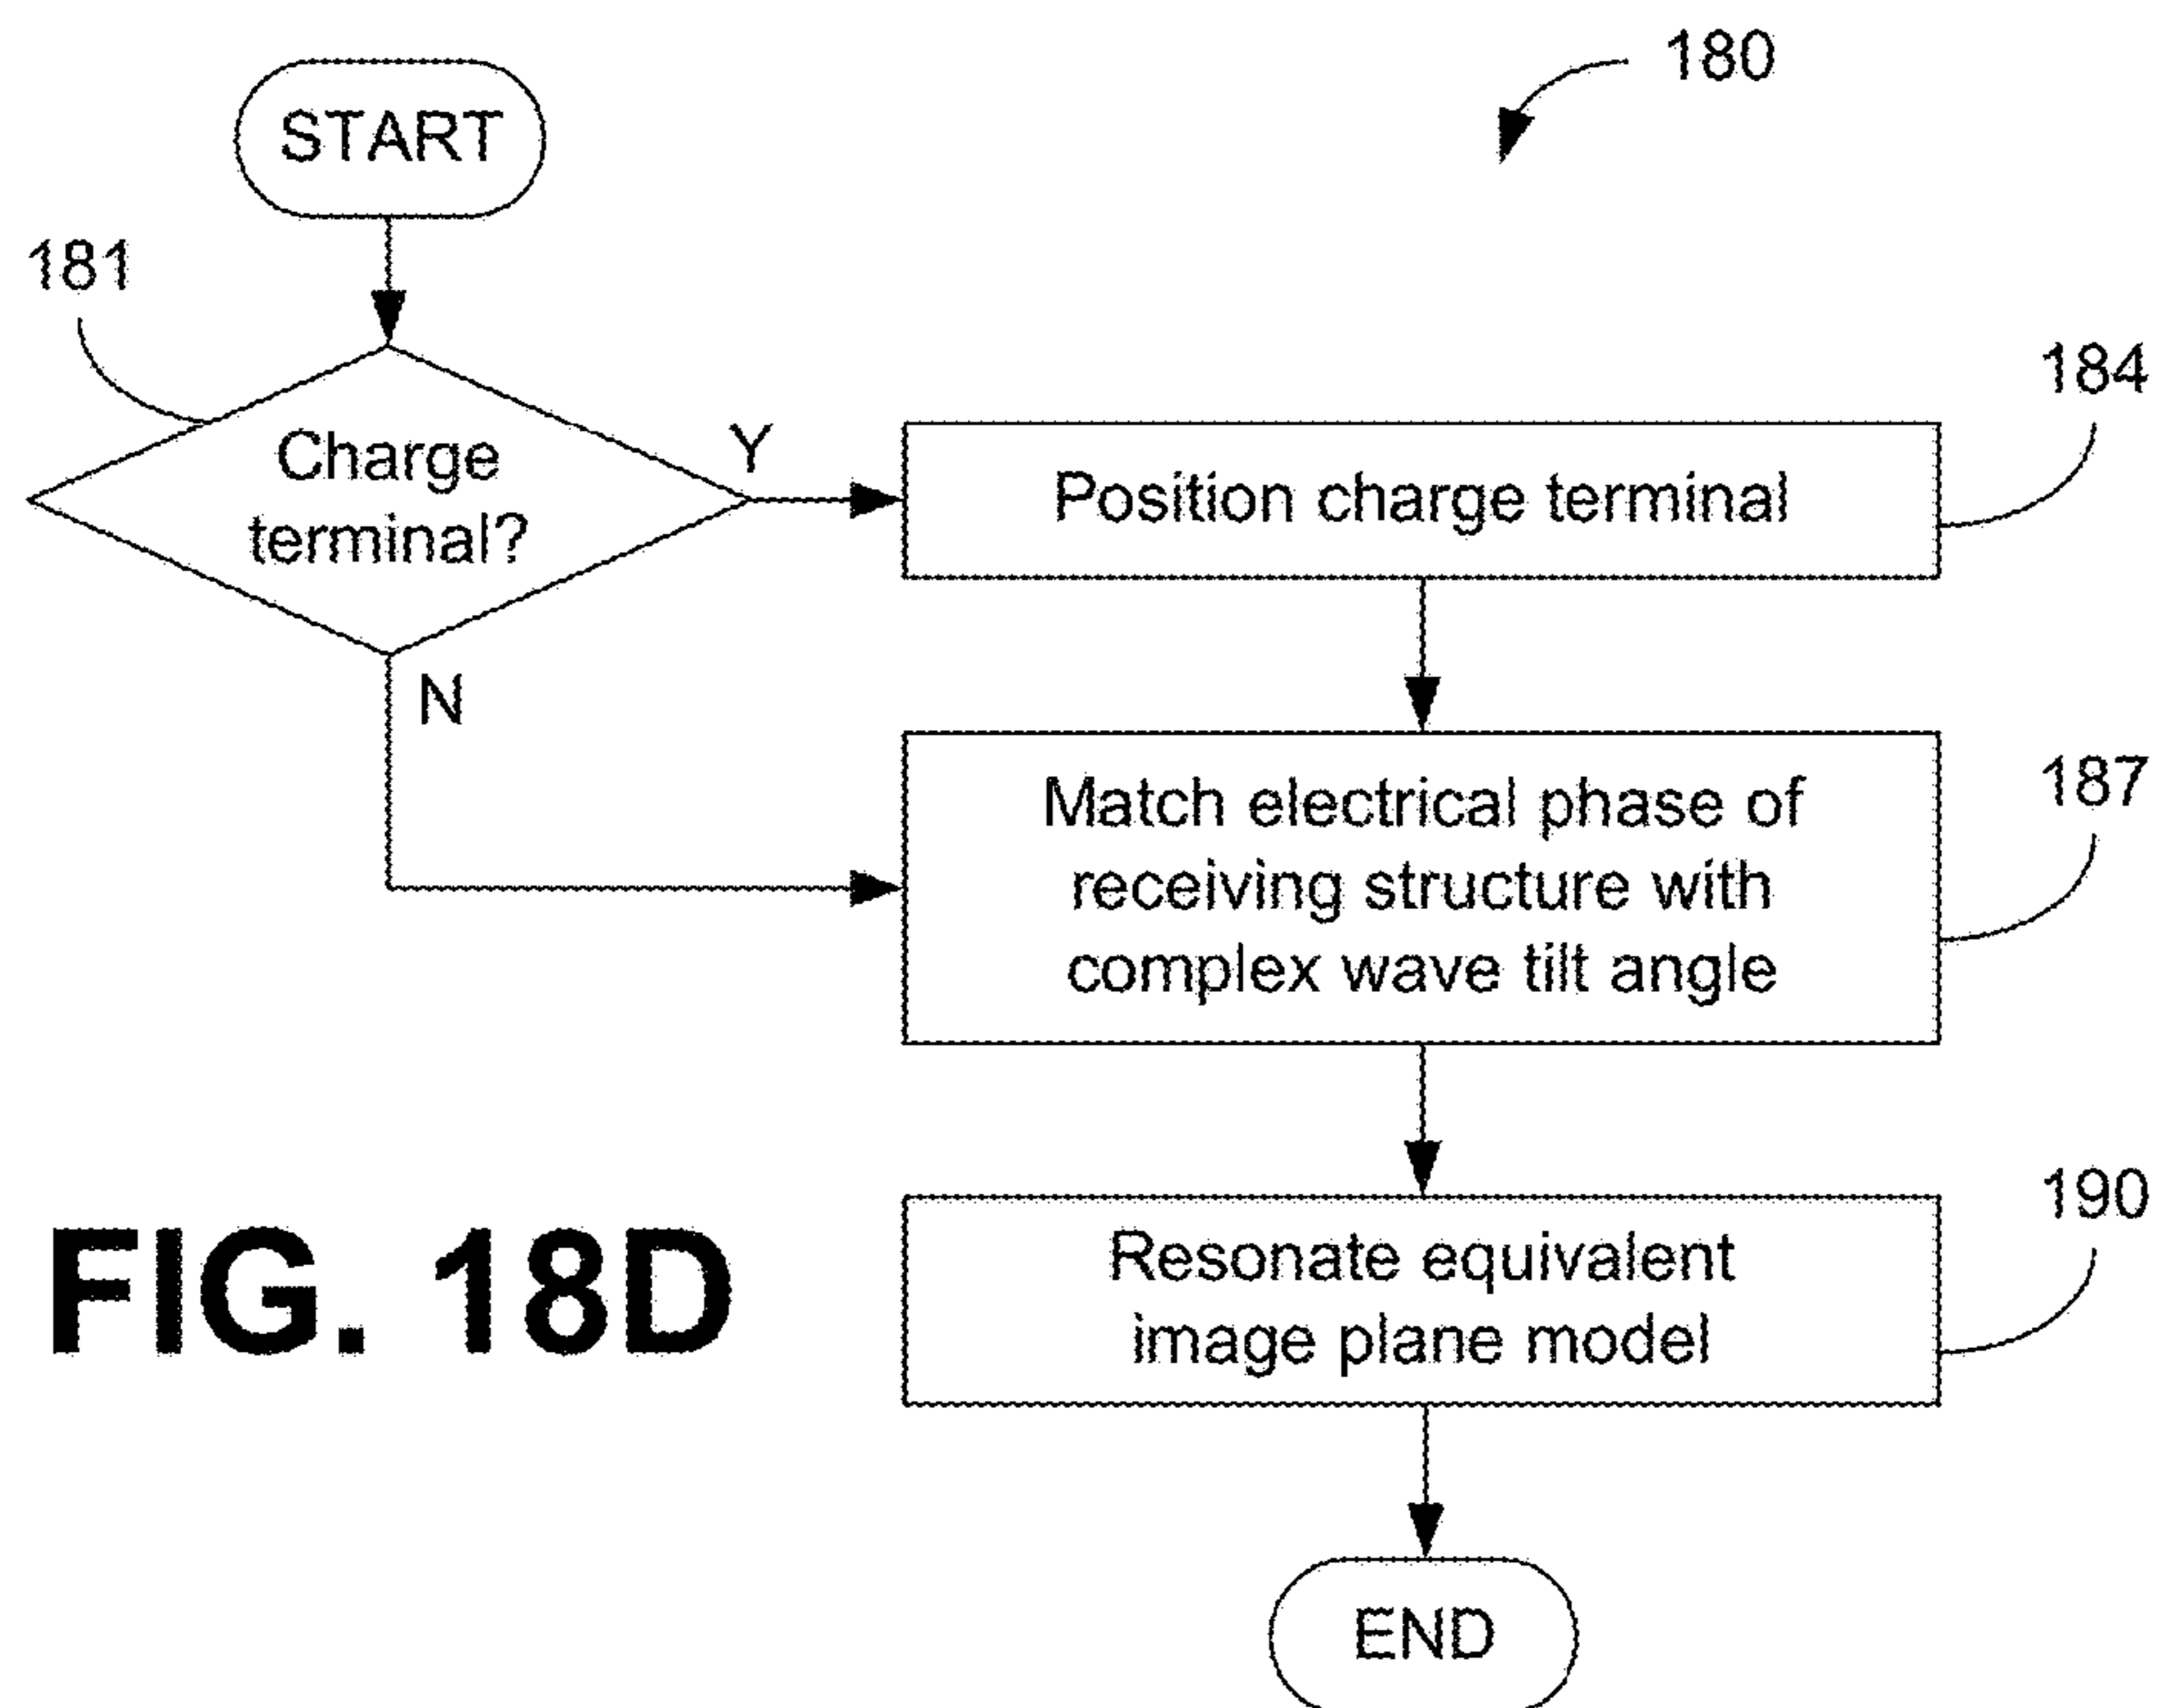 180
START
181
Charge
terminal?
Y
N
184
Position charge terminal
187
Match electrical phase of
receiving structure with
complex wave tilt angle
190
Resonate equivalent
image plane model
END
FIG. 18D